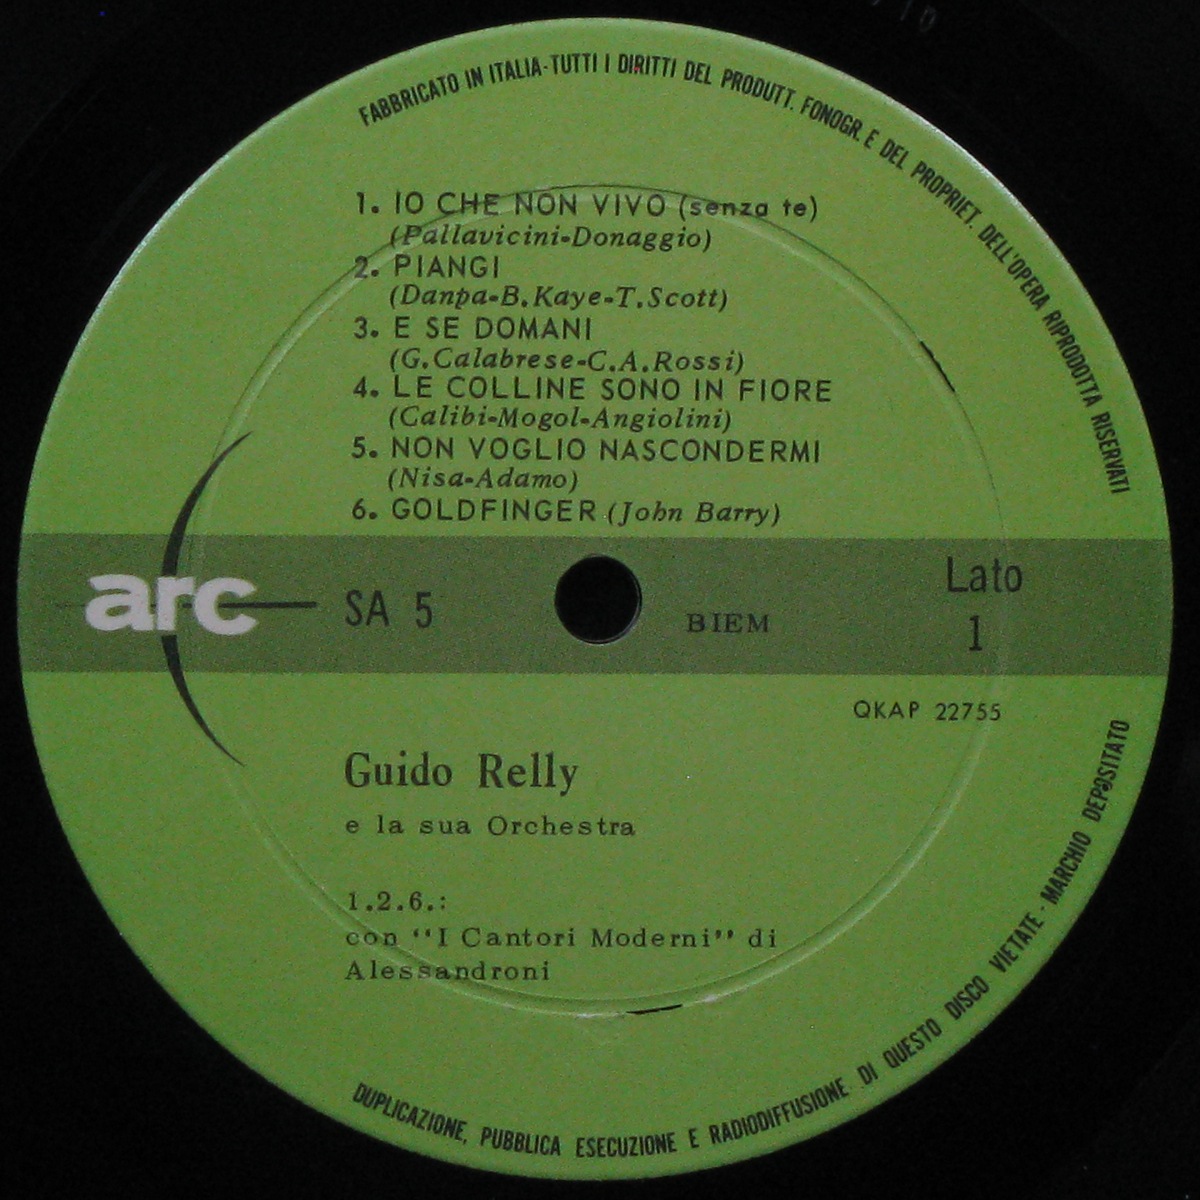 FABBRICATO IN ITALIA-TUTTI I DIRITTI DEL PRODUTT. FONOGR. E DEL PROPRIET. DELL'OPERA RIPRODOTTA RISERVATI
1. IO CHE NON VIVO (senza te)
(Pallavicini-Donaggio)
2. PIANGI
(Danpa-B.Kaye-T.Scott)
3. E SE DOMANI
(G.Calabrese-C.A.Rossi)
4. LE COLLINE SONO IN FIORE
(Calibi-Mogol-Angiolini)
5. NON VOGLIO NASCONDERMI
(Nisa-Adamo)
6. GOLDFINGER (John Barry)
arc SA 5 BIEM Lato
1
QKAP 22755
Guido Relly
e la sua Orchestra
1.2.6.:
con "I Cantori Moderni" di
Alessandroni
DUPLICAZIONE, PUBBLICA ESECUZIONE E RADIODIFFUSIONE DI QUESTO DISCO VIETATE - MARCHIO DEPOSITATO